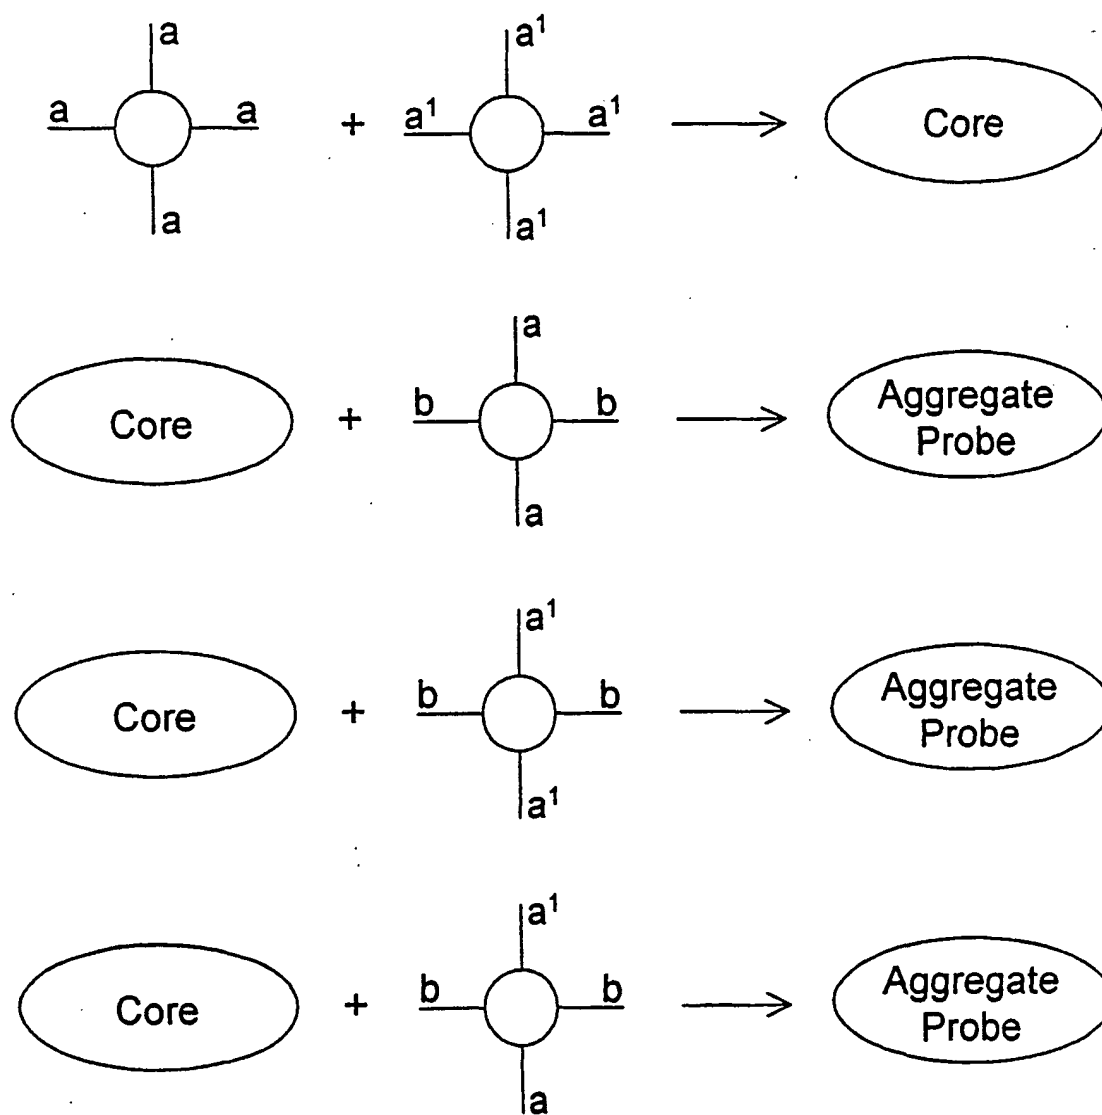 a
a a
a
+
a¹
a¹ a¹
a¹
Core
Core
+
a
b b
a
Aggregate
Probe
Core
+
a¹
b b
a¹
Aggregate
Probe
Core
+
a¹
b b
a
Aggregate
Probe